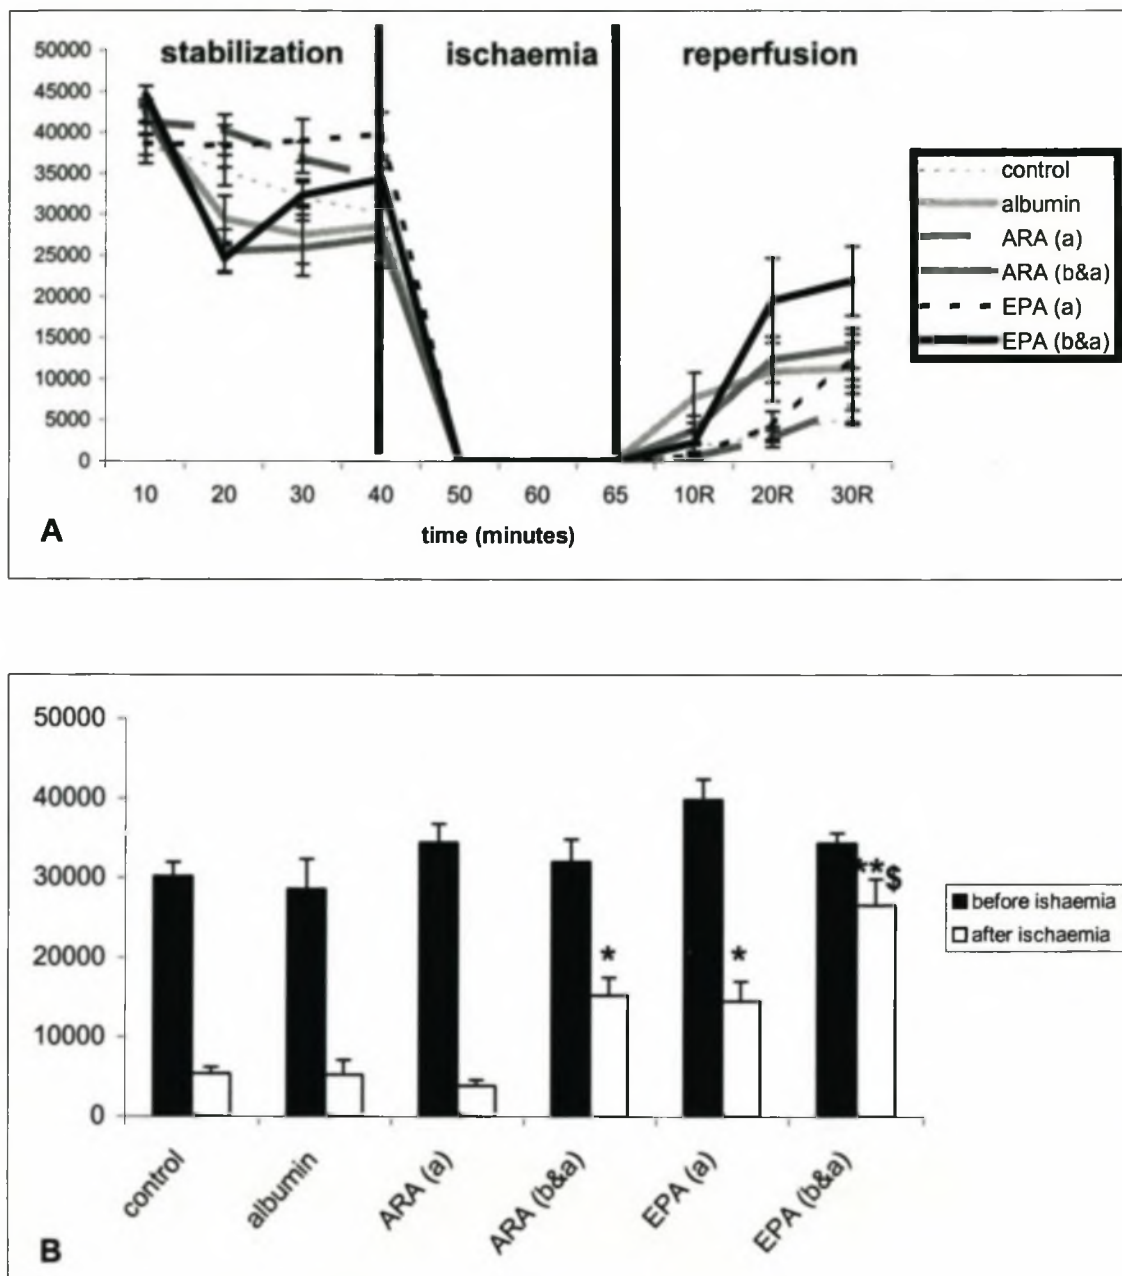 stabilization ischaemia reperfusion
50000
45000
40000
35000
30000
25000
20000
15000
10000
5000
0
10 20 30 40 50 60 65 10R 20R 30R
time (minutes)
A
control
albumin
ARA (a)
ARA (b&a)
EPA (a)
EPA (b&a)
50000
40000
30000
20000
10000
0
* * **$
control albumin ARA (a) ARA (b&a) EPA (a) EPA (b&a)
B
before ishaemia
after ischaemia